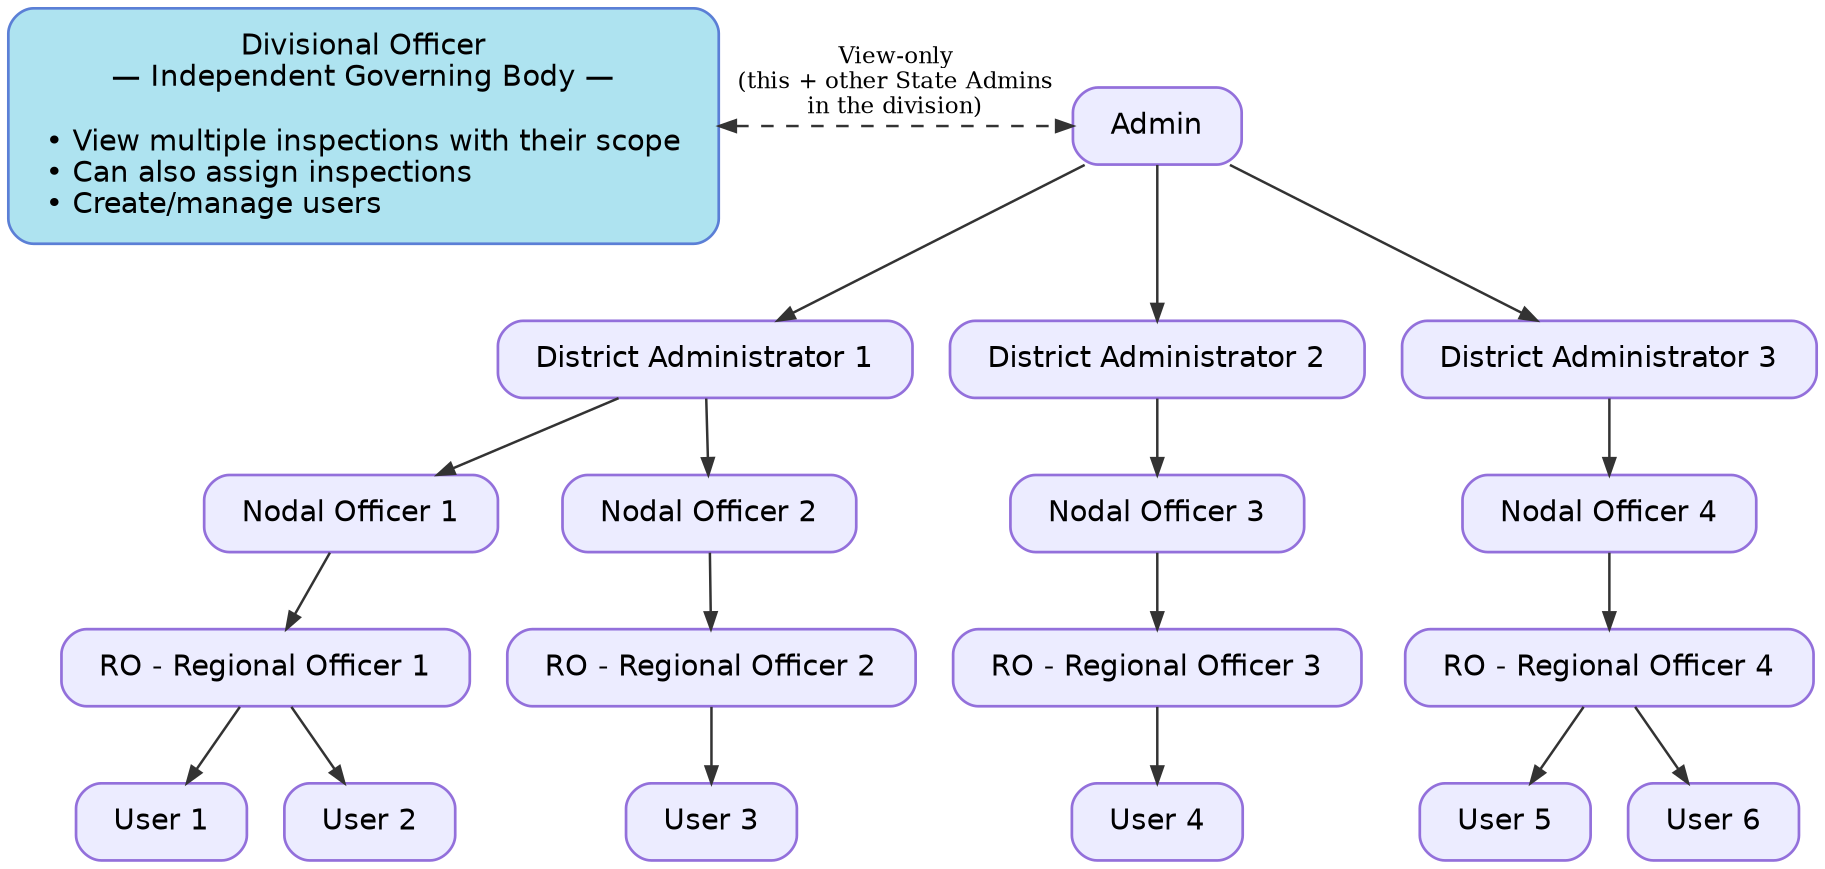 Divisional Officer
— Independent Governing Body —
• View multiple inspections with their scope
• Can also assign inspections
• Create/manage users
View-only
(this + other State Admins
in the division)
Admin
District Administrator 1
District Administrator 2
District Administrator 3
Nodal Officer 1
Nodal Officer 2
Nodal Officer 3
Nodal Officer 4
RO - Regional Officer 1
RO - Regional Officer 2
RO - Regional Officer 3
RO - Regional Officer 4
User 1
User 2
User 3
User 4
User 5
User 6